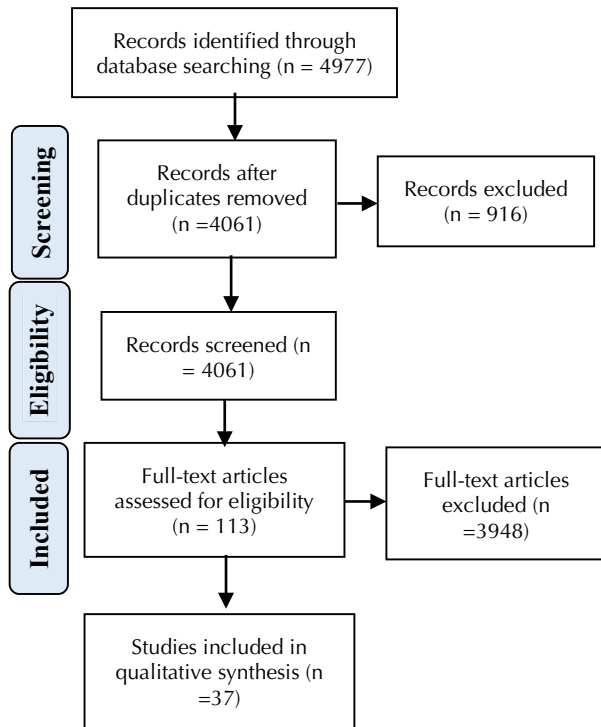 Records identified through
database searching (n = 4977)
Screening
Records after
duplicates removed
(n =4061)
Records excluded
(n = 916)
Eligibility
Records screened (n
= 4061)
Included
Full-text articles
assessed for eligibility
(n = 113)
Full-text articles
excluded (n
=3948)
Studies included in
qualitative synthesis (n
=37)